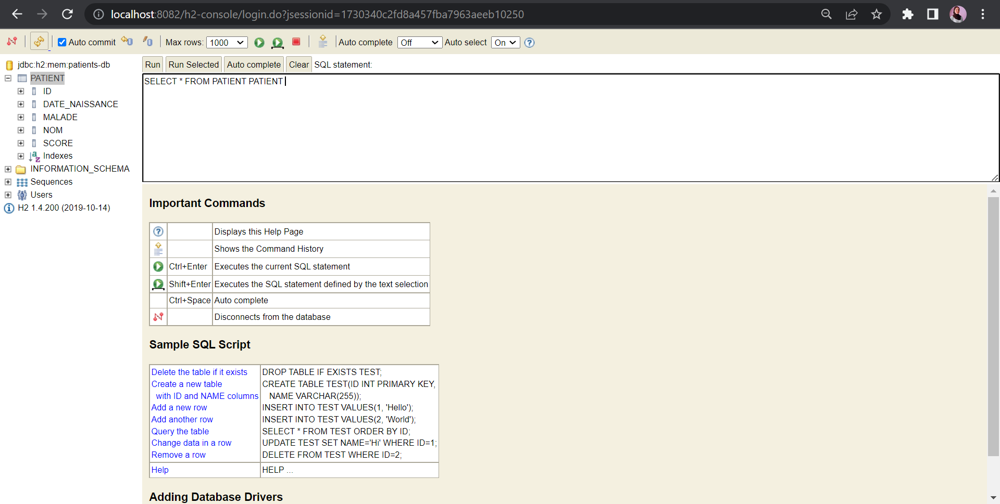 localhost:8082/h2-console/login.do?jsessionid=1730340c2fd8a457fba7963aeeb10250
Auto commit Max rows: 1000 Auto complete Off Auto select On
jdbc:h2:mem:patients-db
PATIENT
ID
DATE_NAISSANCE
MALADE
NOM
SCORE
Indexes
INFORMATION_SCHEMA
Sequences
Users
H2 1.4.200 (2019-10-14)
Run Run Selected Auto complete Clear SQL statement:
SELECT * FROM PATIENT PATIENT
Important Commands
Displays this Help Page
Shows the Command History
Ctrl+Enter Executes the current SQL statement
Shift+Enter Executes the SQL statement defined by the text selection
Ctrl+Space Auto complete
Disconnects from the database
Sample SQL Script
Delete the table if it exists DROP TABLE IF EXISTS TEST;
Create a new table CREATE TABLE TEST(ID INT PRIMARY KEY,
with ID and NAME columns NAME VARCHAR(255));
Add a new row INSERT INTO TEST VALUES(1, 'Hello');
Add another row INSERT INTO TEST VALUES(2, 'World');
Query the table SELECT * FROM TEST ORDER BY ID;
Change data in a row UPDATE TEST SET NAME='Hi' WHERE ID=1;
Remove a row DELETE FROM TEST WHERE ID=2;
Help HELP ...
Adding Database Drivers